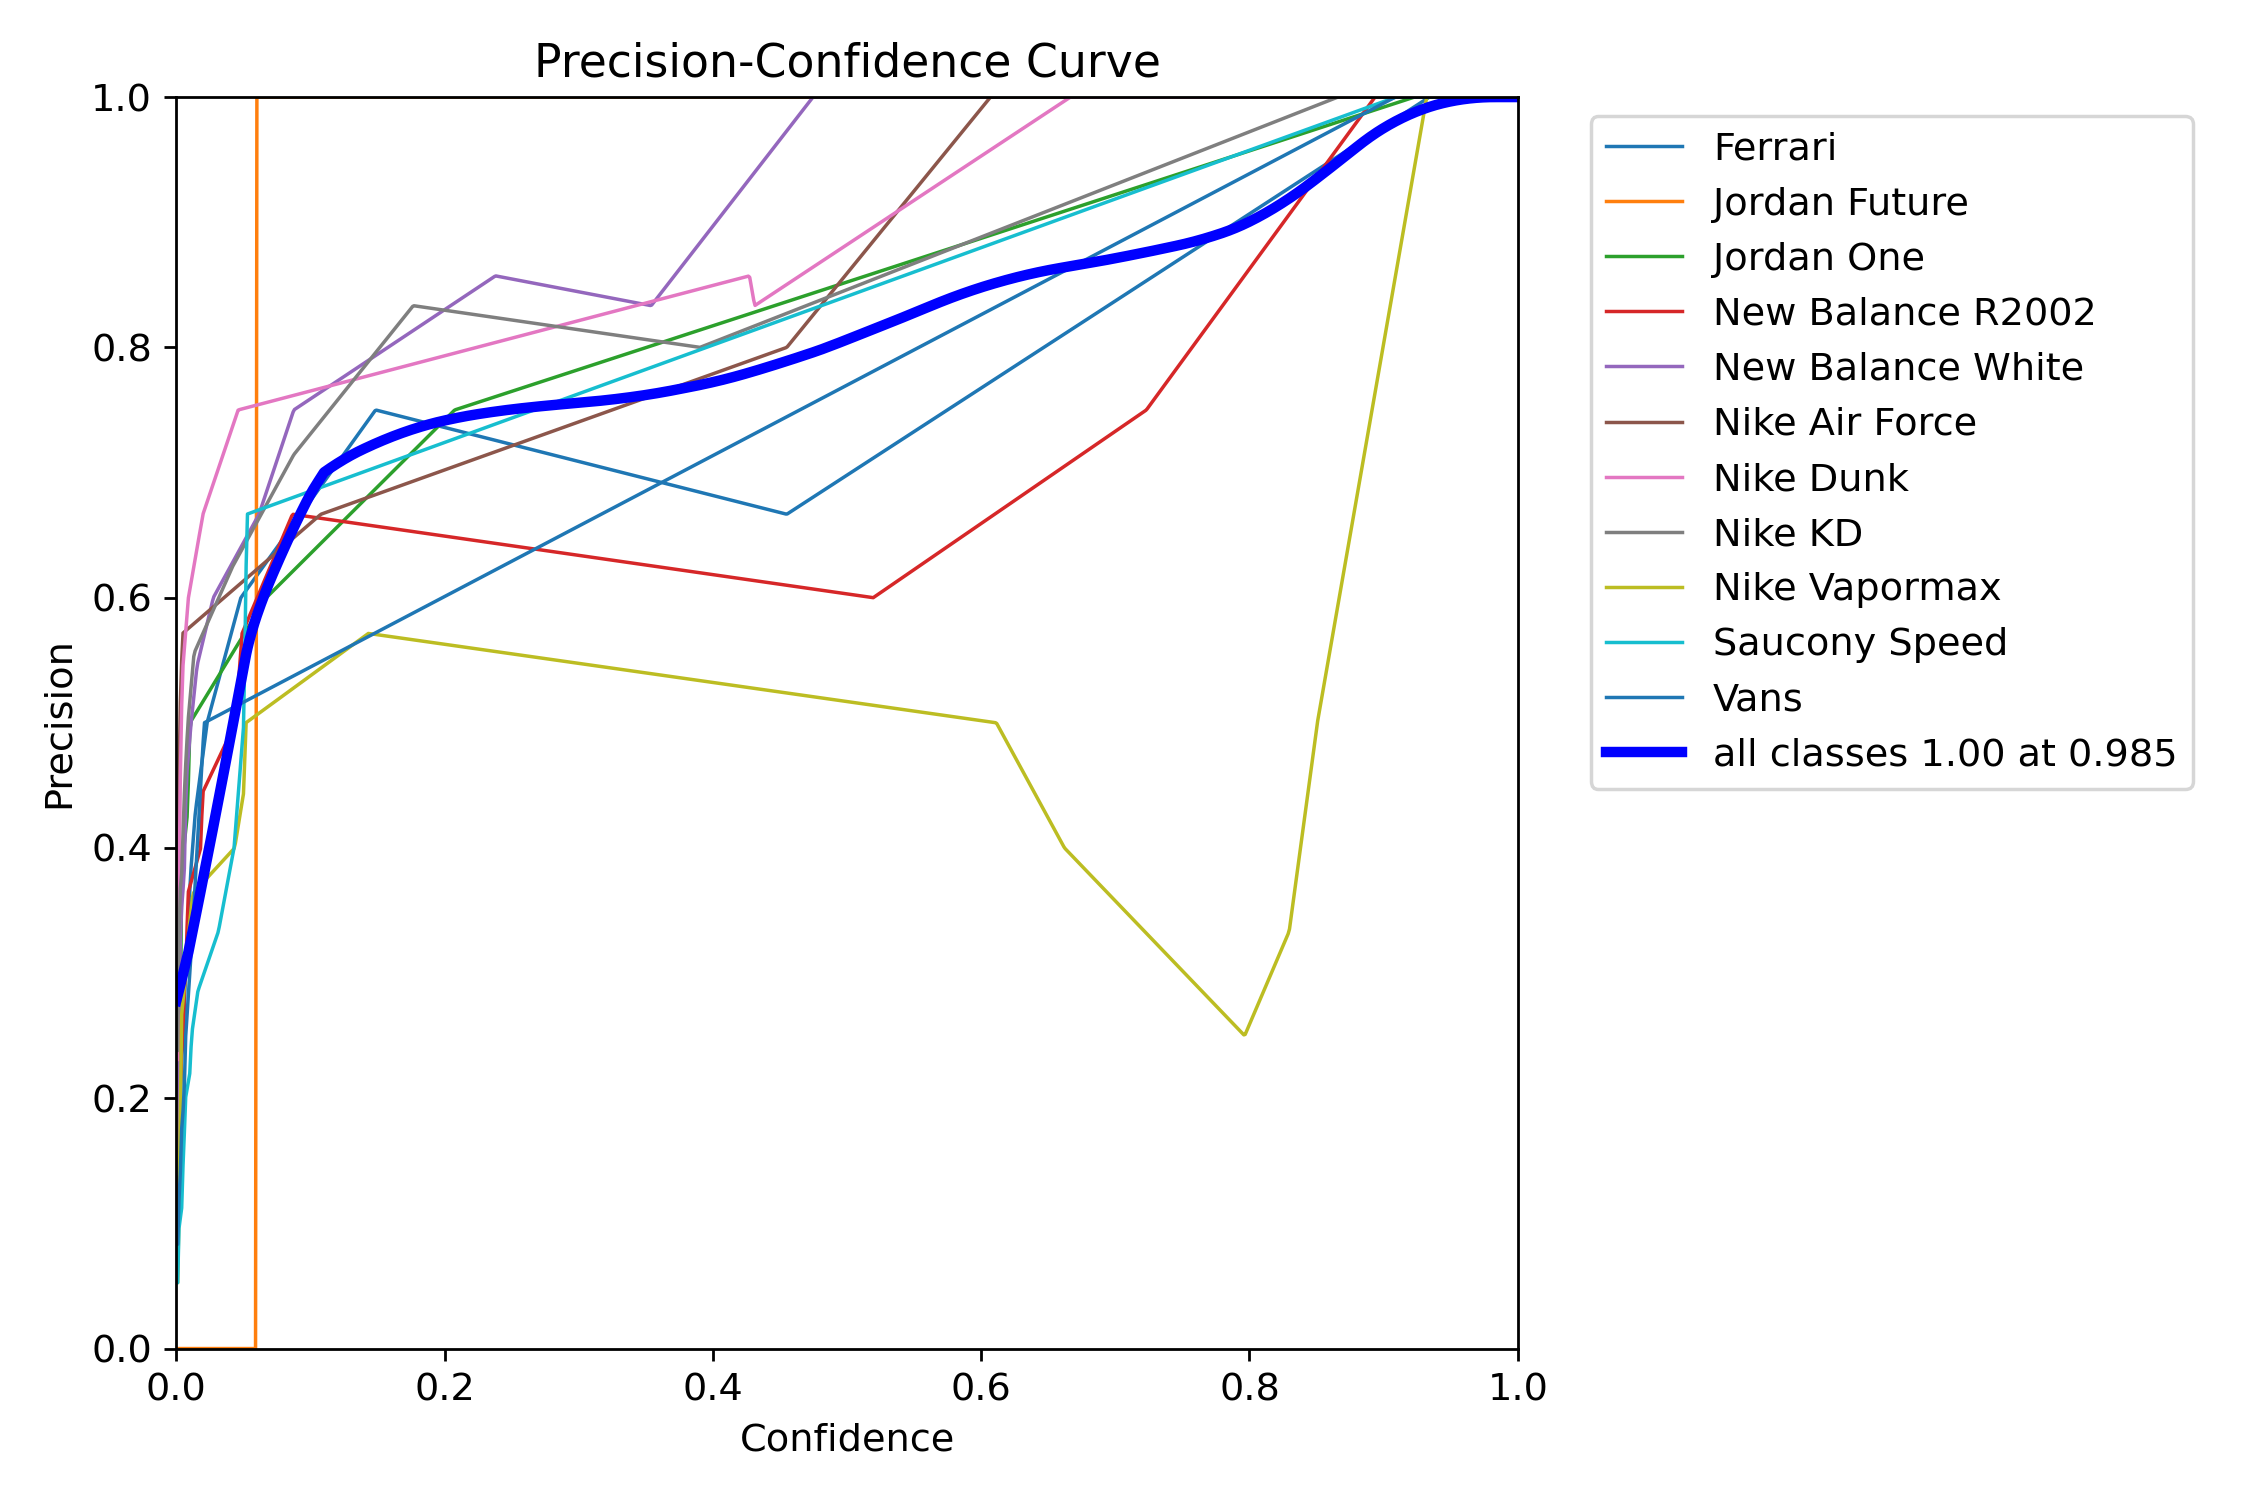 Precision-Confidence Curve
1.0
0.8
0.6
0.4
0.2
0.0
Precision
0.0 0.2 0.4 0.6 0.8 1.0
Confidence
Ferrari
Jordan Future
Jordan One
New Balance R2002
New Balance White
Nike Air Force
Nike Dunk
Nike KD
Nike Vapormax
Saucony Speed
Vans
all classes 1.00 at 0.985